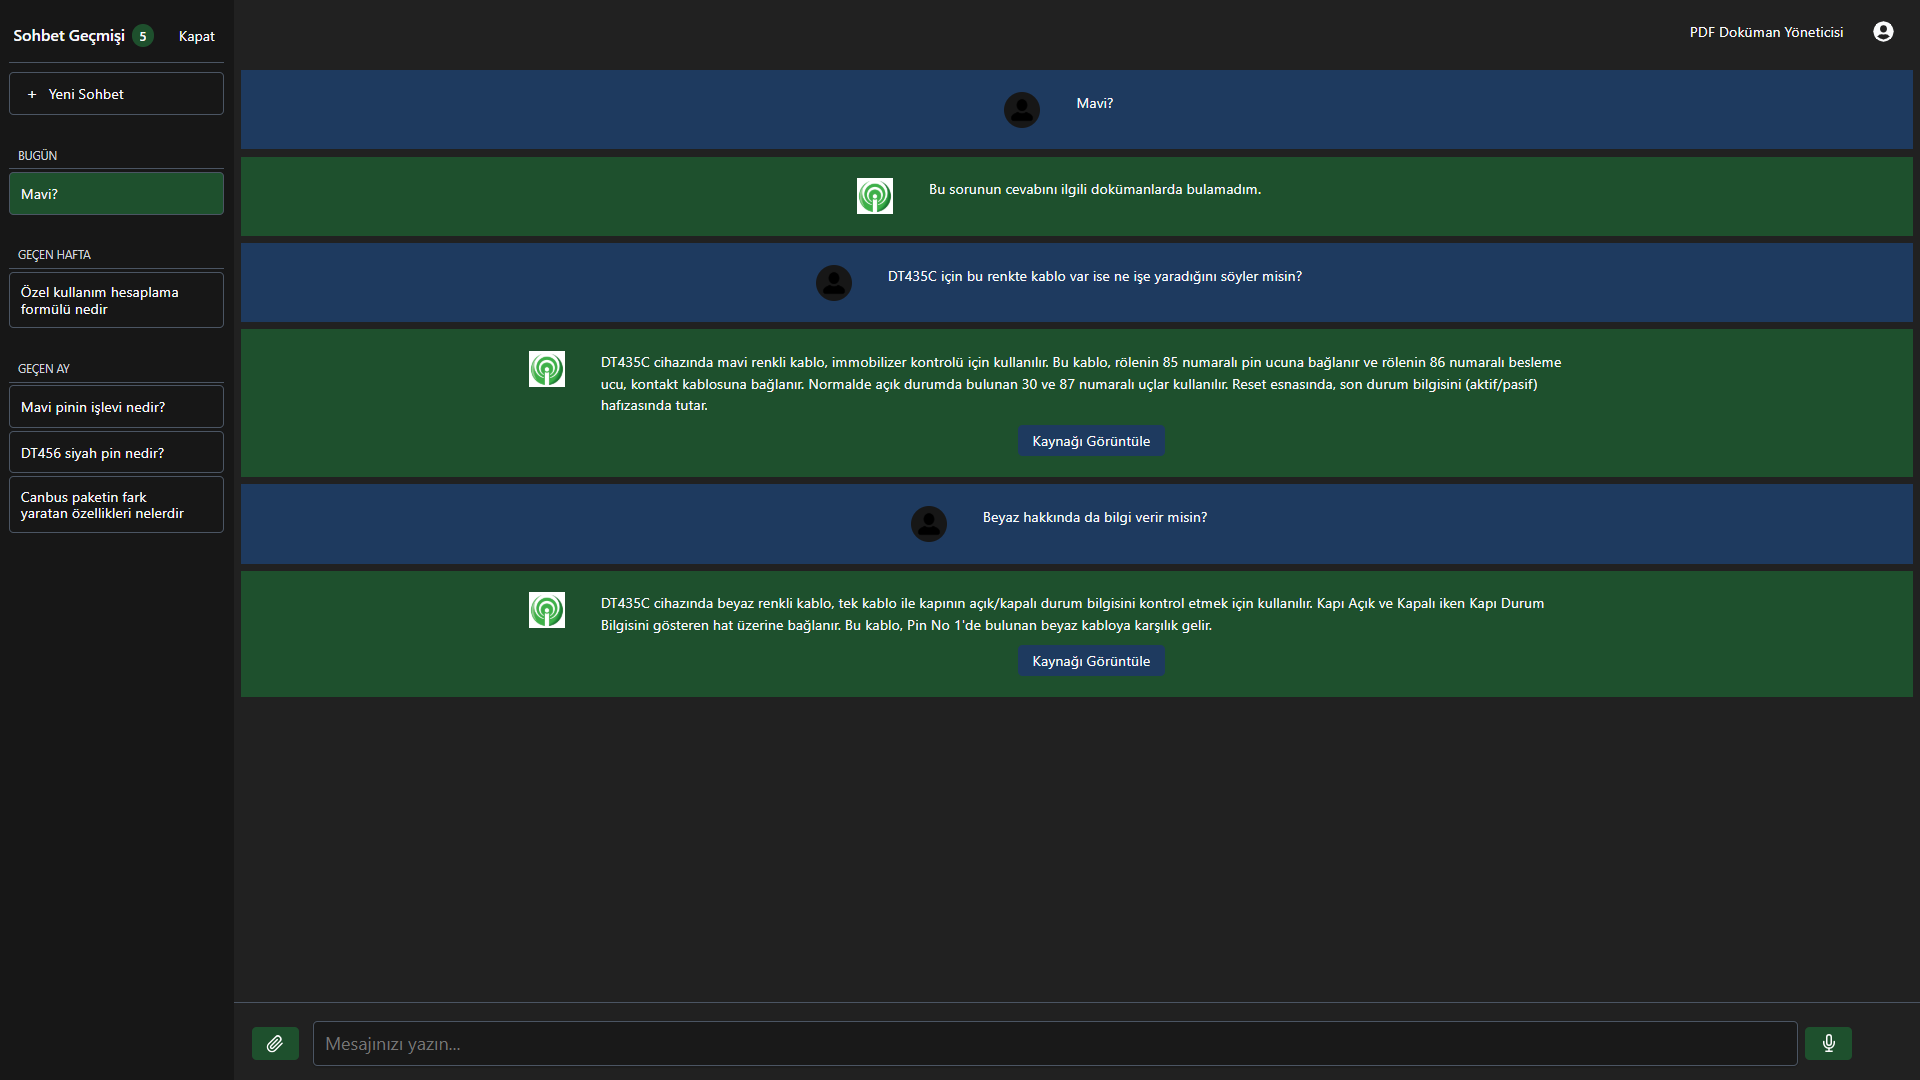 Sohbet Geçmişi 5 Kapat
+ Yeni Sohbet
BUGÜN
Mavi?
GEÇEN HAFTA
Özel kullanım hesaplama
formülü nedir
GEÇEN AY
Mavi pinin işlevi nedir?
DT456 siyah pin nedir?
Canbus paketin fark
yaratan özellikleri nelerdir
PDF Doküman Yöneticisi
Mavi?
Bu sorunun cevabını ilgili dokümanlarda bulamadım.
DT435C için bu renkte kablo var ise ne işe yaradığını söyler misin?
DT435C cihazında mavi renkli kablo, immobilizer kontrolü için kullanılır. Bu kablo, rölenin 85 numaralı pin ucuna bağlanır ve rölenin 86 numaralı besleme
ucu, kontakt kablosuna bağlanır. Normalde açık durumda bulunan 30 ve 87 numaralı uçlar kullanılır. Reset esnasında, son durum bilgisini (aktif/pasif)
hafızasında tutar.
Kaynağı Görüntüle
Beyaz hakkında da bilgi verir misin?
DT435C cihazında beyaz renkli kablo, tek kablo ile kapının açık/kapalı durum bilgisini kontrol etmek için kullanılır. Kapı Açık ve Kapalı iken Kapı Durum
Bilgisini gösteren hat üzerine bağlanır. Bu kablo, Pin No 1'de bulunan beyaz kabloya karşılık gelir.
Kaynağı Görüntüle
Mesajınızı yazın...